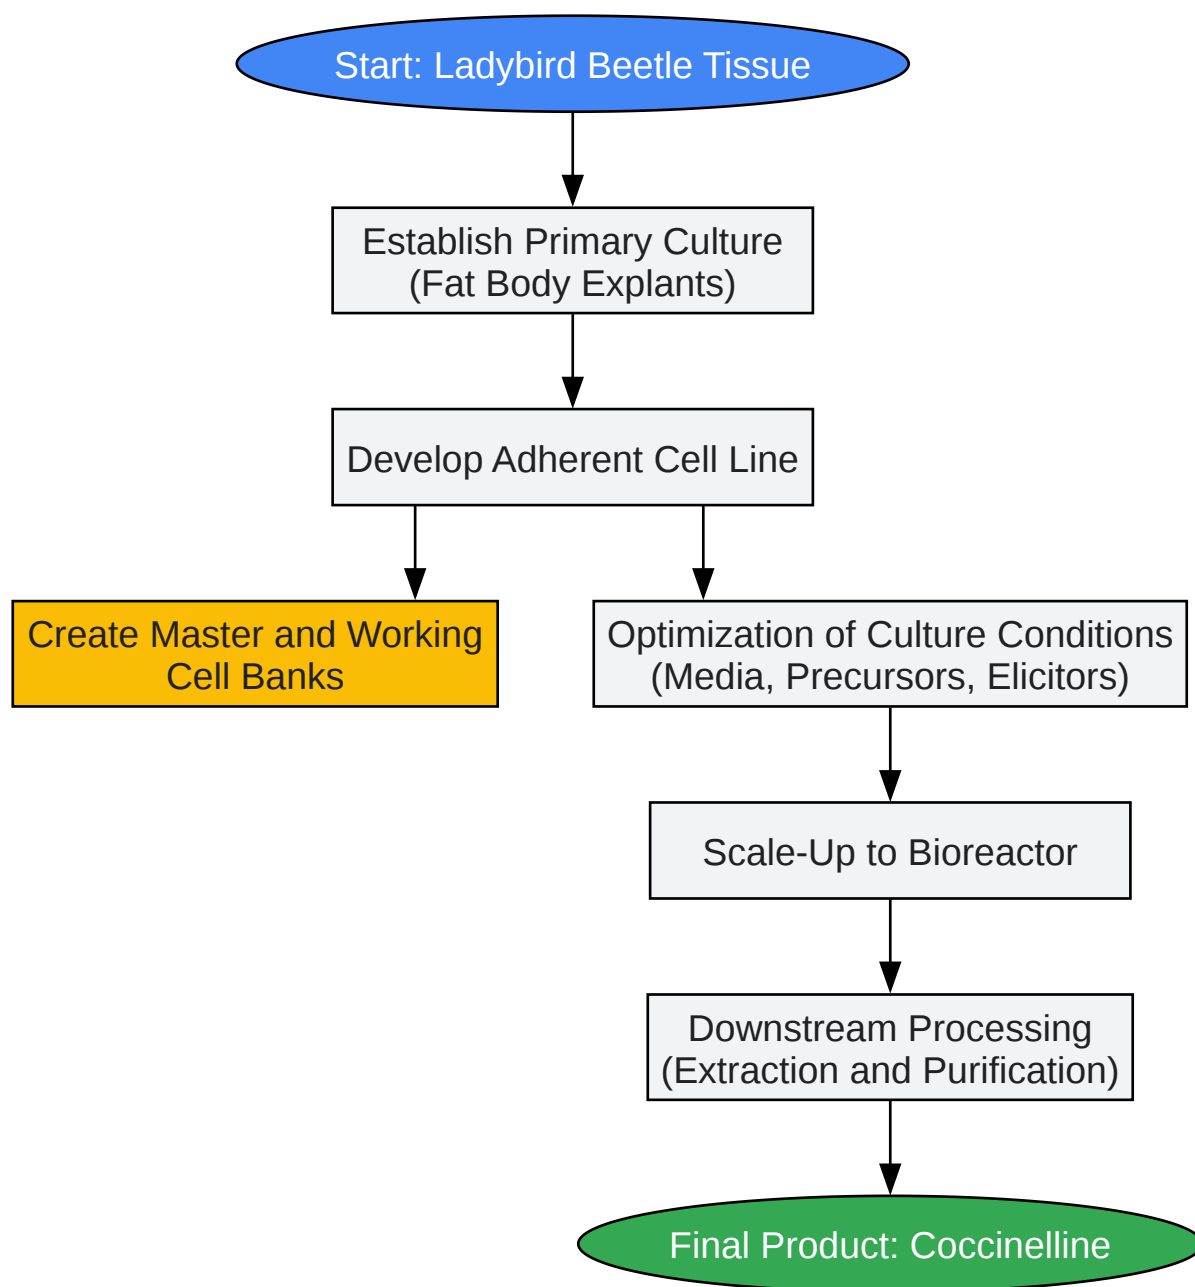 Start: Ladybird Beetle Tissue
Establish Primary Culture
(Fat Body Explants)
Develop Adherent Cell Line
Create Master and Working
Cell Banks
Optimization of Culture Conditions
(Media, Precursors, Elicitors)
Scale-Up to Bioreactor
Downstream Processing
(Extraction and Purification)
Final Product: Coccinelline